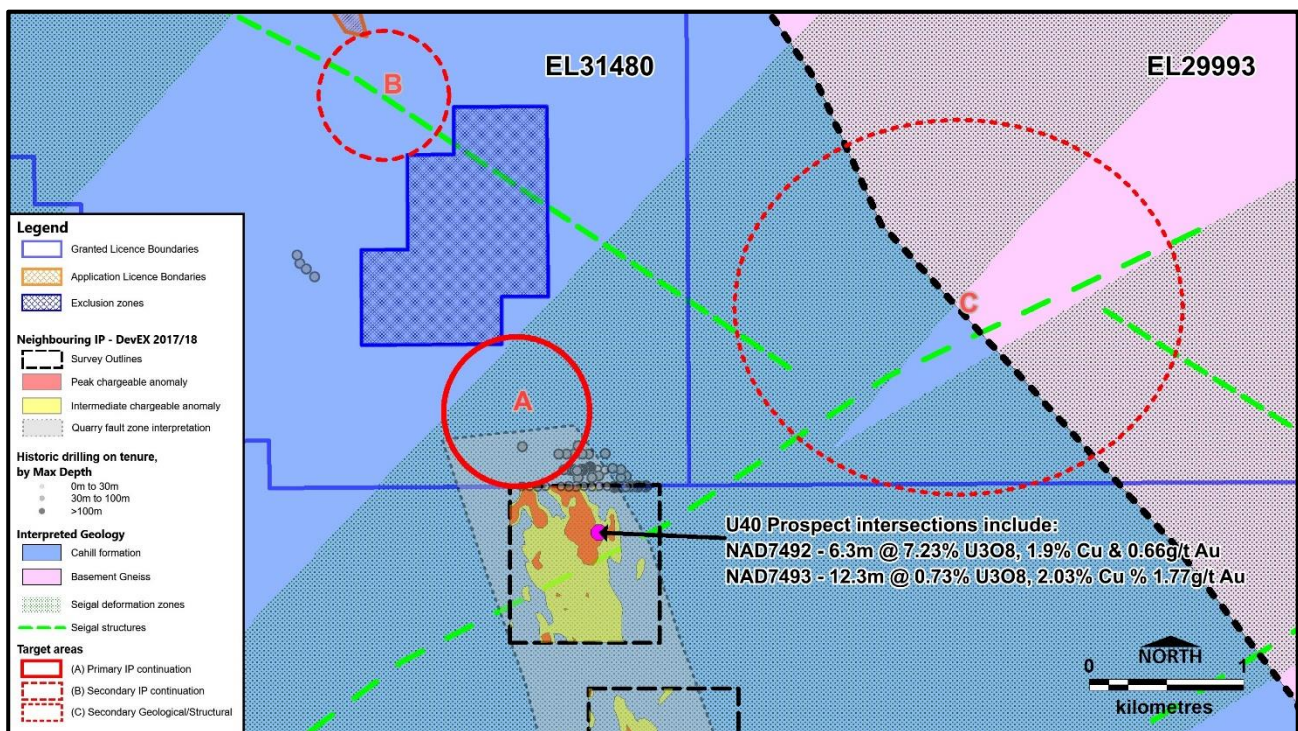 EL31480
EL29993
B
A
C
Legend
Granted Licence Boundaries
Application Licence Bondaries
Exclusion zones
Neighbouring IP - DevEX 2017/18
Survey Outlines
Peak chargeable anomaly
Intermediate chargeable anomaly
Quarry fault zone interpretation
Historic drilling on tenure,
by Max Depth
0m to 30m
30m to 100m
>100m
Interpreted Geology
Cahill formation
Basement Gneiss
Seigal deformation zones
Seigal structures
Target areas
(A) Primary IP continuation
(B) Secondary IP continuation
(C) Secondary Geological/Structural
U40 Prospect intersections include:
NAD7492 - 6.3m @ 7.23% U3O8, 1.9% Cu & 0.66g/t Au
NAD7493 - 12.3m @ 0.73% U3O8, 2.03% Cu % 1.77g/t Au
NORTH
0 1
kilometres